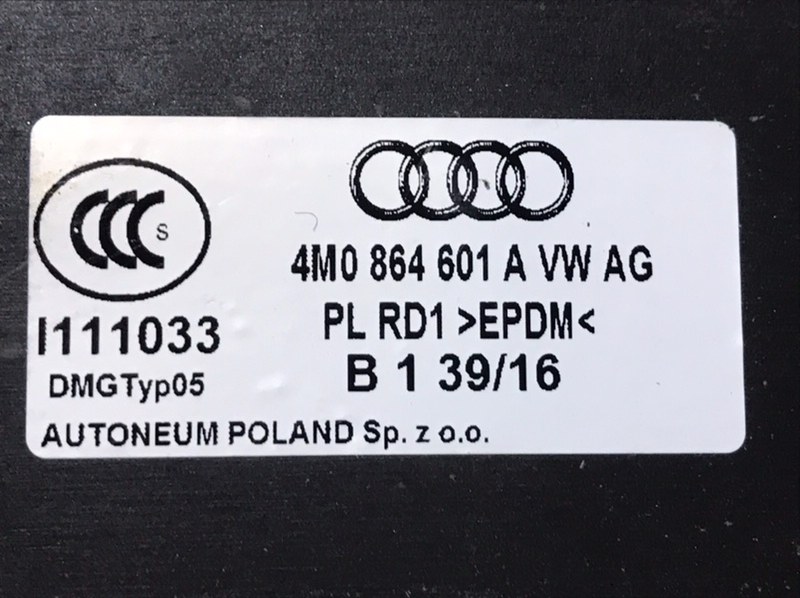 CCC S
4M0 864 601 A VW AG
I111033
PL RD1 >EPDM<
DMGTyp05
B 1 39/16
AUTONEUM POLAND Sp. z o.o.